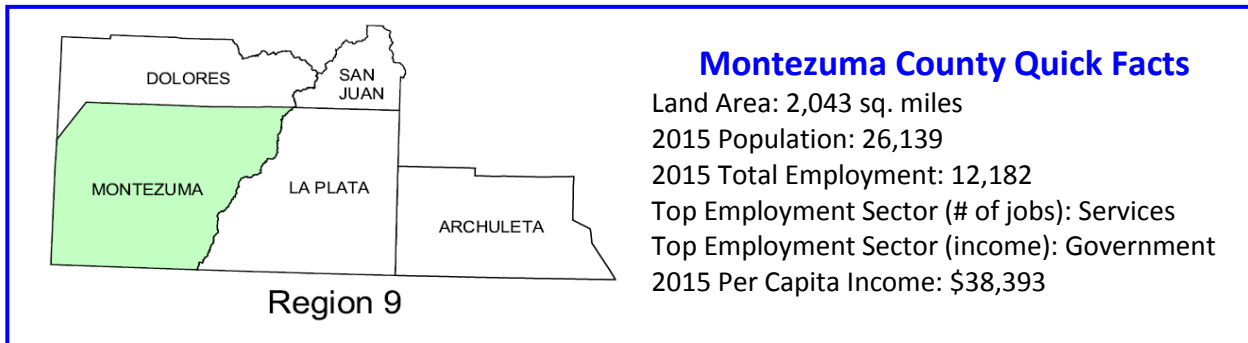 DOLORES
SAN
JUAN
MONTEZUMA
LA PLATA
ARCHULETA
Region 9
Montezuma County Quick Facts
Land Area: 2,043 sq. miles
2015 Population: 26,139
2015 Total Employment: 12,182
Top Employment Sector (# of jobs): Services
Top Employment Sector (income): Government
2015 Per Capita Income: $38,393